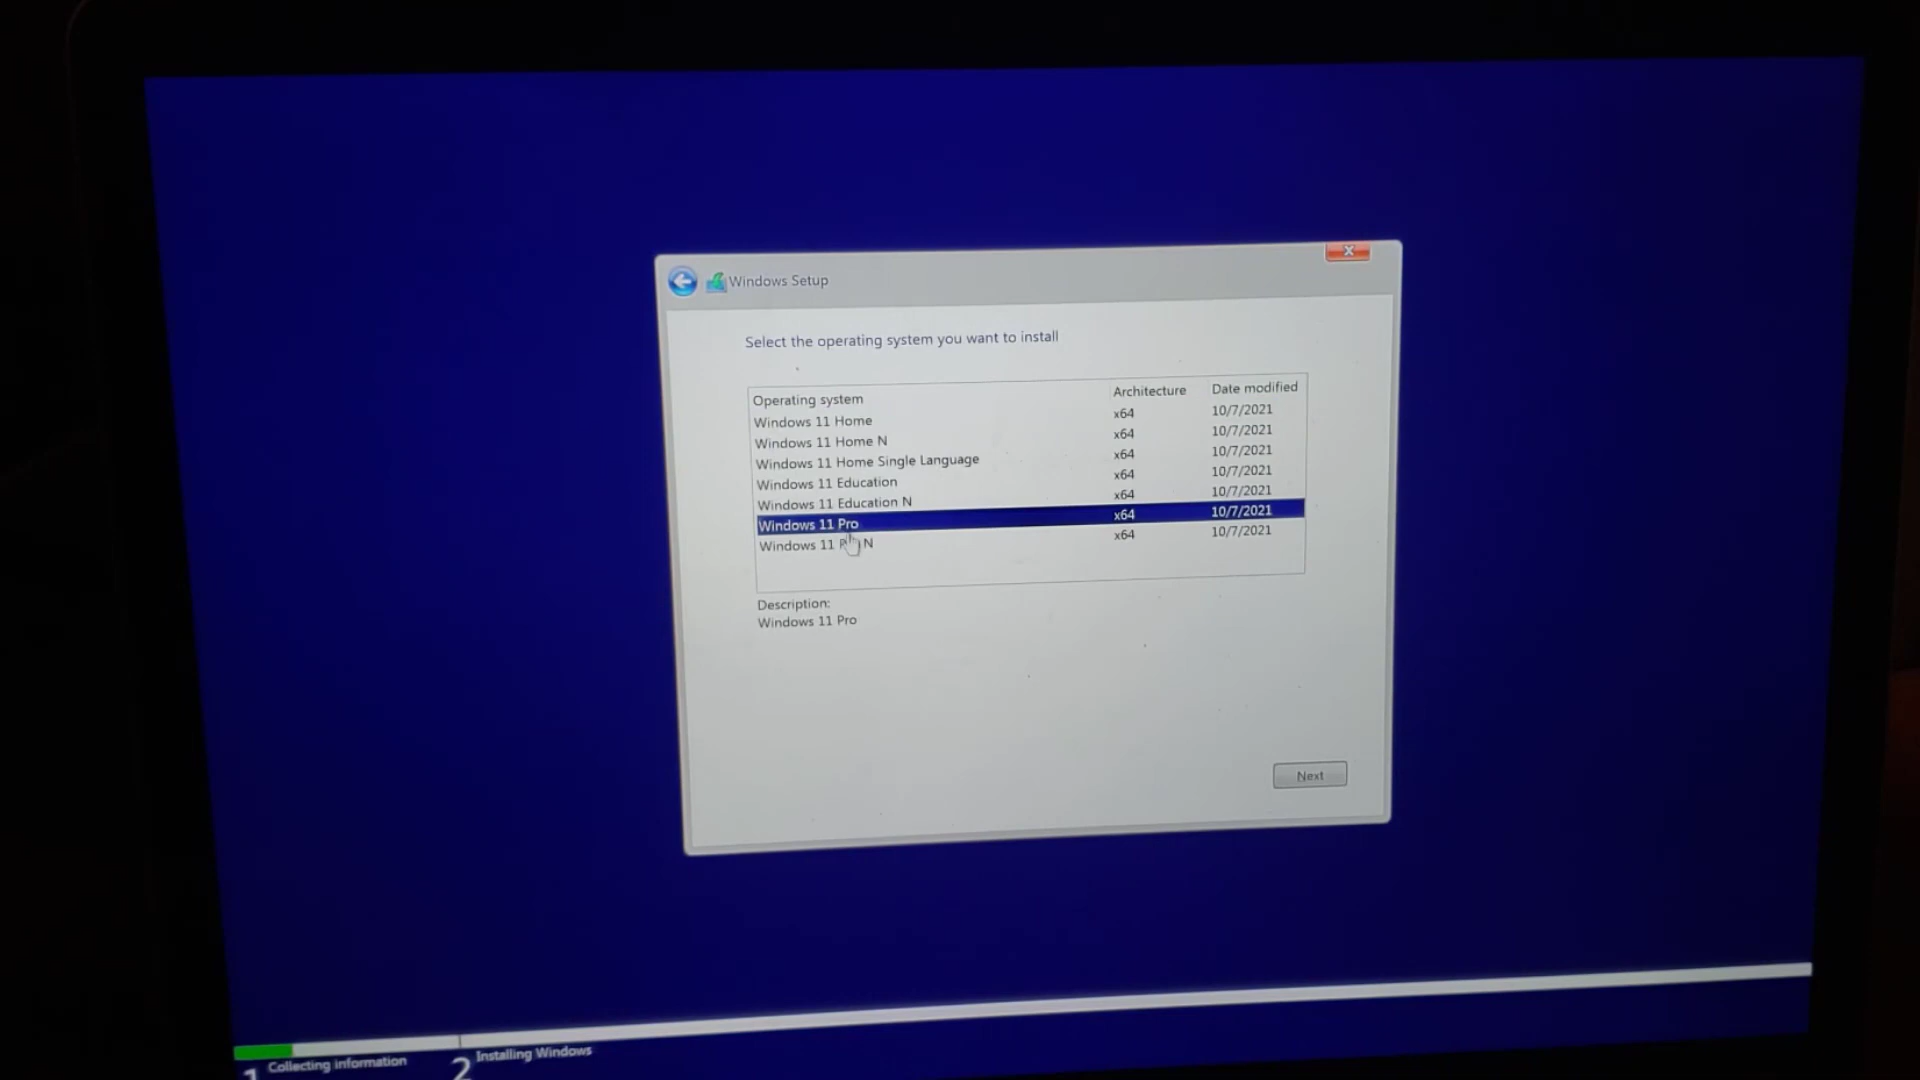 Windows Setup
Select the operating system you want to install
Operating system Architecture Date modified
Windows 11 Home x64 10/7/2021
Windows 11 Home N x64 10/7/2021
Windows 11 Home Single Language x64 10/7/2021
Windows 11 Education x64 10/7/2021
Windows 11 Education N x64 10/7/2021
Windows 11 Pro x64 10/7/2021
Windows 11 N x64 10/7/2021
Description:
Windows 11 Pro
Next
1 Collecting information 2 Installing Windows